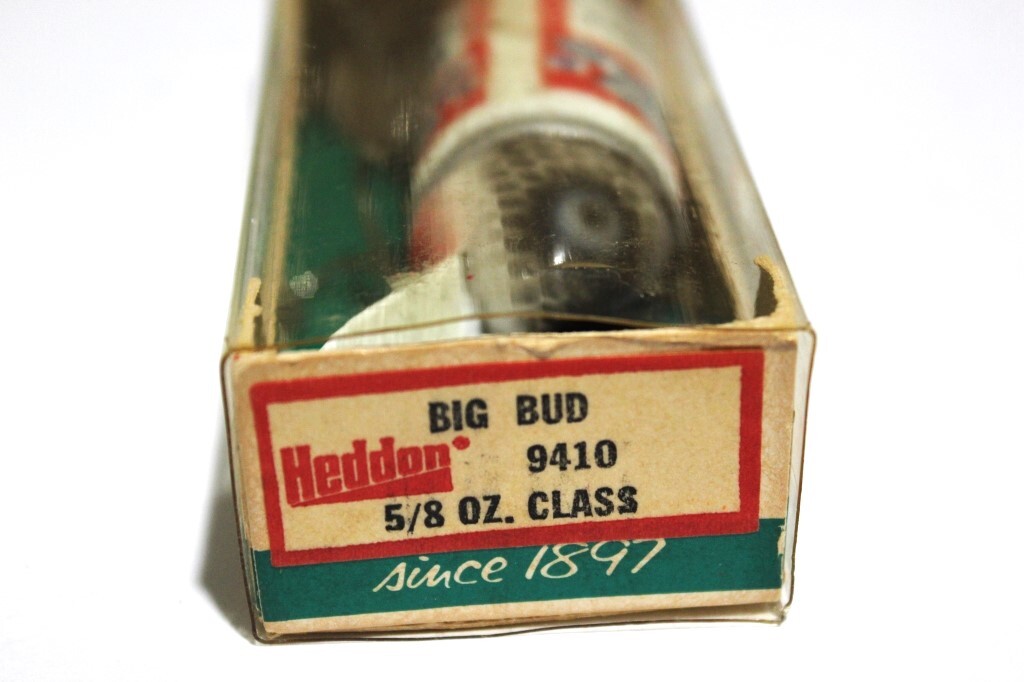 BIG BUD
Heddon 9410
5/8 OZ. CLASS
since 1897